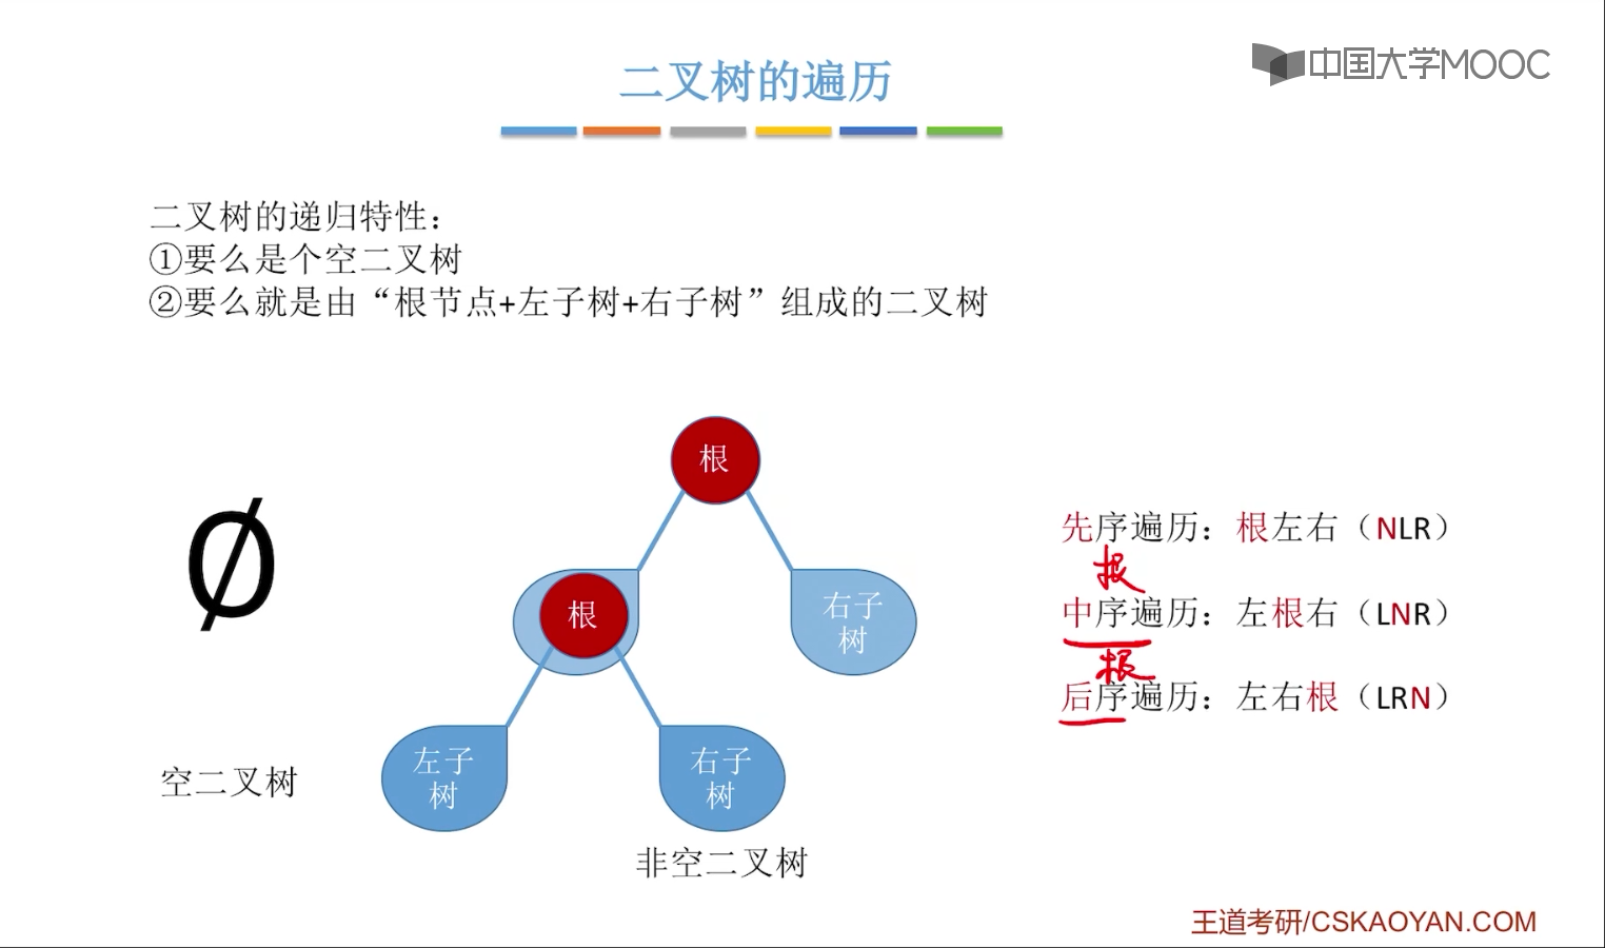 中国大学MOOC
二叉树的遍历
二叉树的递归特性：
①要么是个空二叉树
②要么就是由“根节点+左子树+右子树”组成的二叉树
根
根
右子
树
左子
树
右子
树
空二叉树
非空二叉树
先序遍历：根左右（NLR）
根
中序遍历：左根右（LNR）
根
后序遍历：左右根（LRN）
王道考研/CSKAOYAN.COM